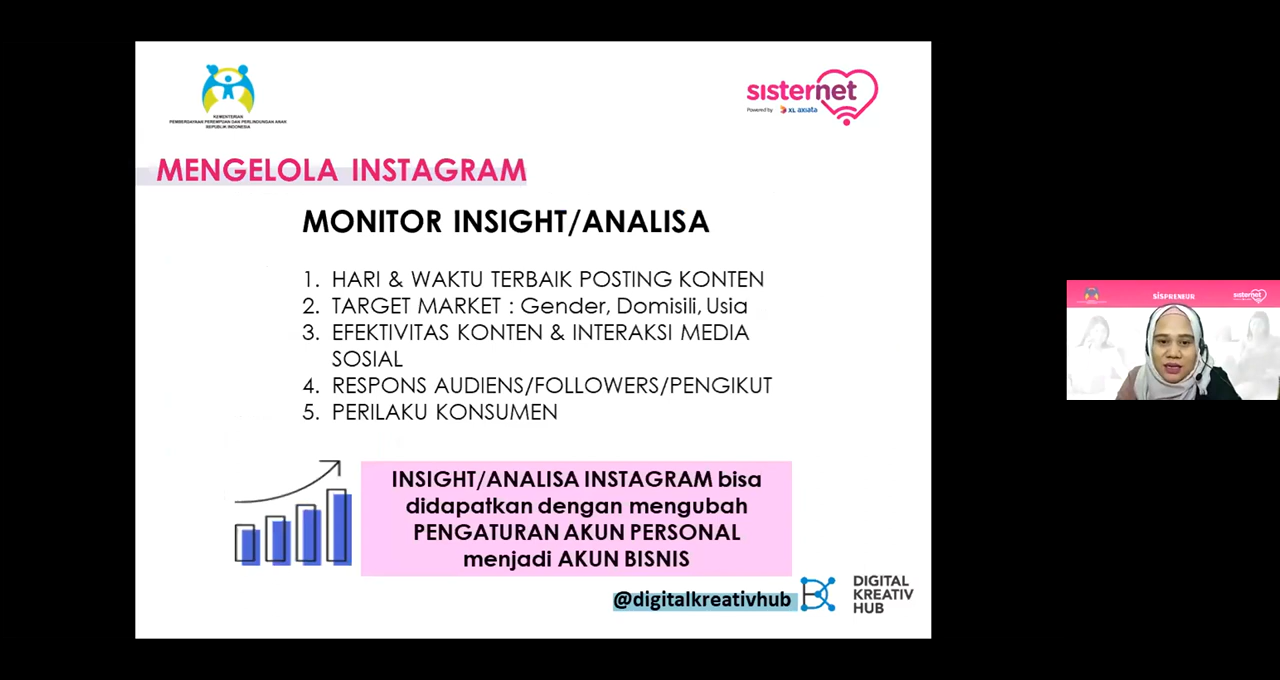 KEMENTERIAN
PEMBERDAYAAN PEREMPUAN DAN PERLINDUNGAN ANAK
REPUBLIK INDONESIA
sisternet
Powered by XL axiata
MENGELOLA INSTAGRAM
MONITOR INSIGHT/ANALISA
1. HARI & WAKTU TERBAIK POSTING KONTEN
2. TARGET MARKET : Gender, Domisili, Usia
3. EFEKTIVITAS KONTEN & INTERAKSI MEDIA
SOSIAL
4. RESPONS AUDIENS/FOLLOWERS/PENGIKUT
5. PERILAKU KONSUMEN
INSIGHT/ANALISA INSTAGRAM bisa
didapatkan dengan mengubah
PENGATURAN AKUN PERSONAL
menjadi AKUN BISNIS
@digitalkreativhub
DIGITAL
KREATIV
HUB
SISPRENEUR
sisternet